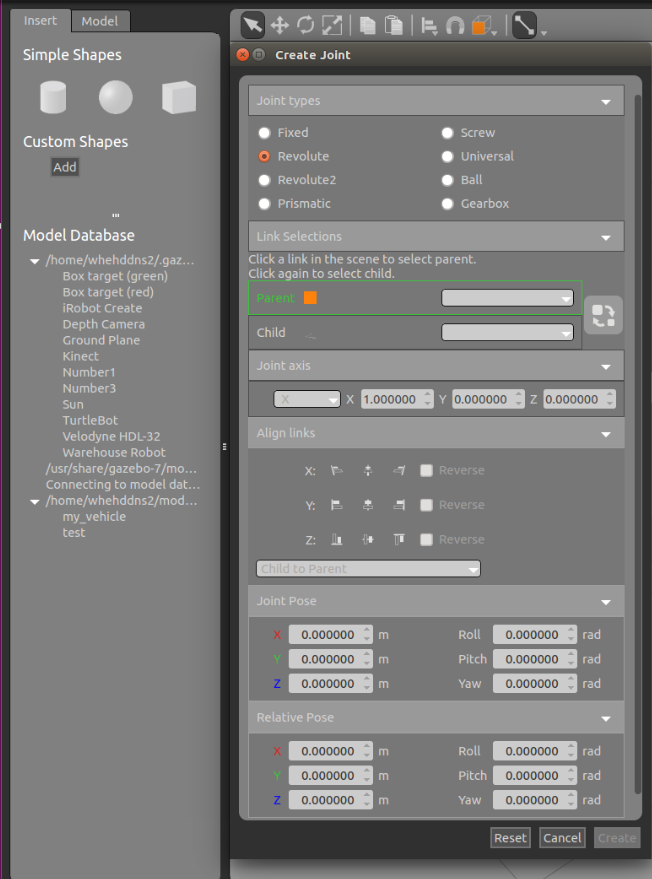 Insert Model
Simple Shapes
Custom Shapes
Add
Model Database
/home/whehddns2/.gaz...
Box target (green)
Box target (red)
iRobot Create
Depth Camera
Ground Plane
Kinect
Number1
Number3
Sun
TurtleBot
Velodyne HDL-32
Warehouse Robot
/usr/share/gazebo-7/mo...
Connecting to model dat...
/home/whehddns2/mod...
my_vehicle
test
Create Joint
Joint types
Fixed Screw
Revolute Universal
Revolute2 Ball
Prismatic Gearbox
Link Selections
Click a link in the scene to select parent.
Click again to select child.
Parent
Child
Joint axis
X X 1.000000 Y 0.000000 Z 0.000000
Align links
X: Reverse
Y: Reverse
Z: Reverse
Child to Parent
Joint Pose
X 0.000000 m Roll 0.000000 rad
Y 0.000000 m Pitch 0.000000 rad
Z 0.000000 m Yaw 0.000000 rad
Relative Pose
X 0.000000 m Roll 0.000000 rad
Y 0.000000 m Pitch 0.000000 rad
Z 0.000000 m Yaw 0.000000 rad
Reset Cancel Create